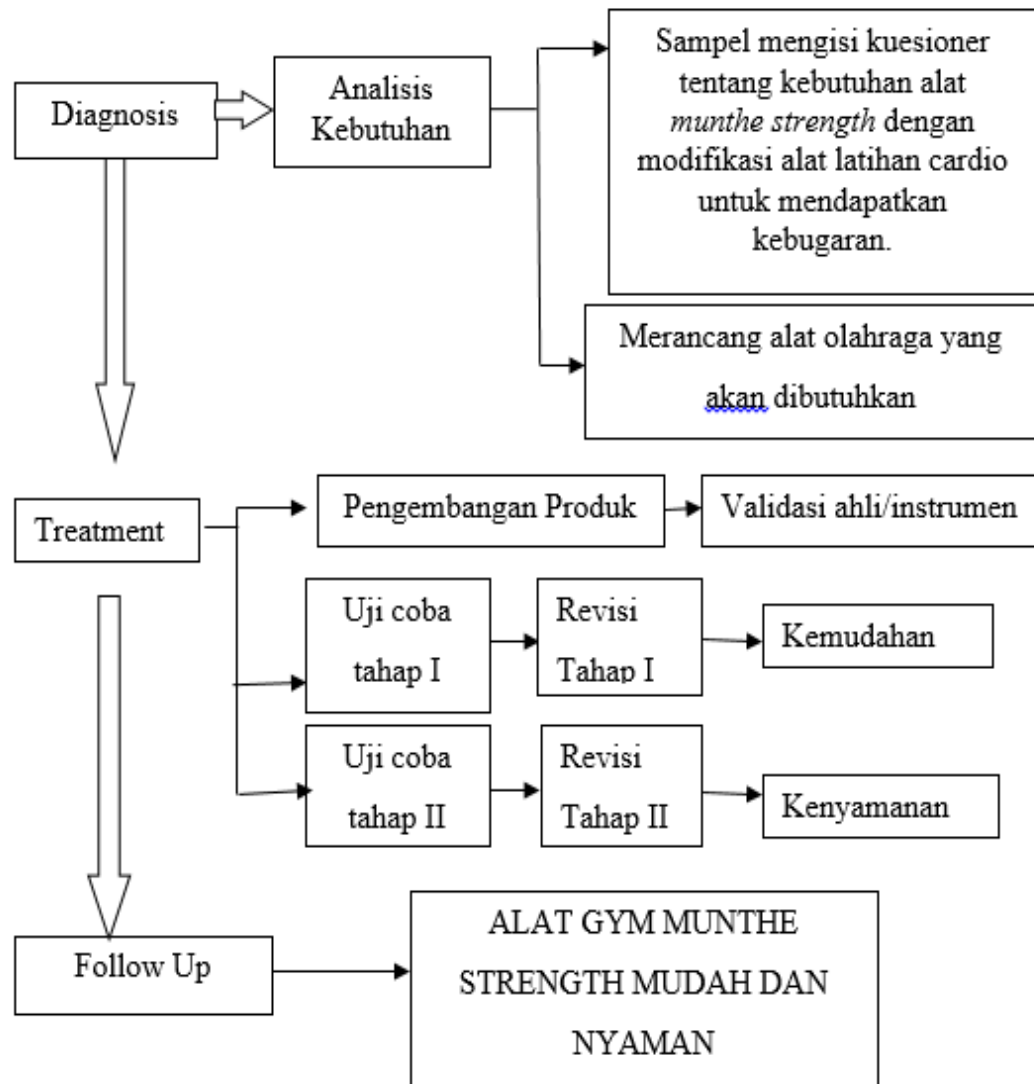 Diagnosis
Analisis
Kebutuhan
Sampel mengisi kuesioner
tentang kebutuhan alat
munthe strength dengan
modifikasi alat latihan cardio
untuk mendapatkan
kebugaran.
Merancang alat olahraga yang
akan dibutuhkan
Treatment
Pengembangan Produk
Validasi ahli/instrumen
Uji coba
tahap I
Revisi
Tahap I
Kemudahan
Uji coba
tahap II
Revisi
Tahap II
Kenyamanan
Follow Up
ALAT GYM MUNTHE
STRENGTH MUDAH DAN
NYAMAN